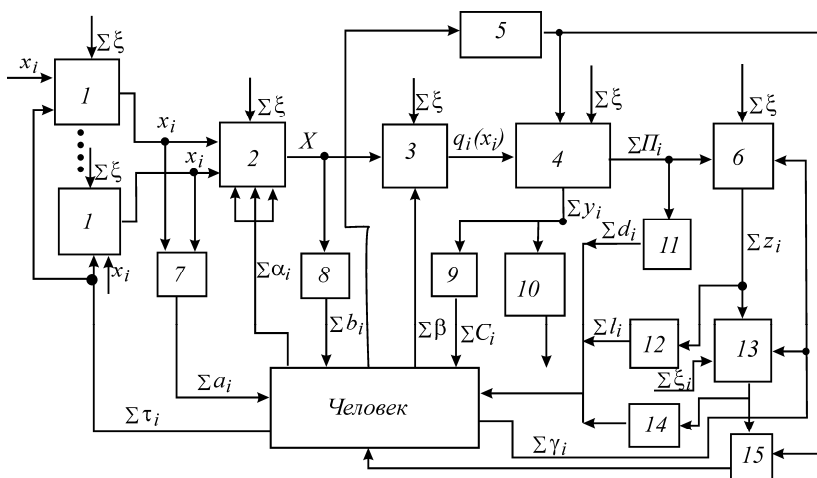 5
Σξ
x_i
1
Σξ
Σξ
Σξ
Σξ
x_i
x_i
X
q_i(x_i)
ΣП_i
2
3
4
6
Σξ
1
Σy_i
Σd_i
11
Σz_i
x_i
7
Σα_i
8
9
10
Σb_i
Σβ
ΣC_i
Σl_i
12
13
Σξ_i
Σa_i
Человек
14
Στ_i
Σγ_i
15